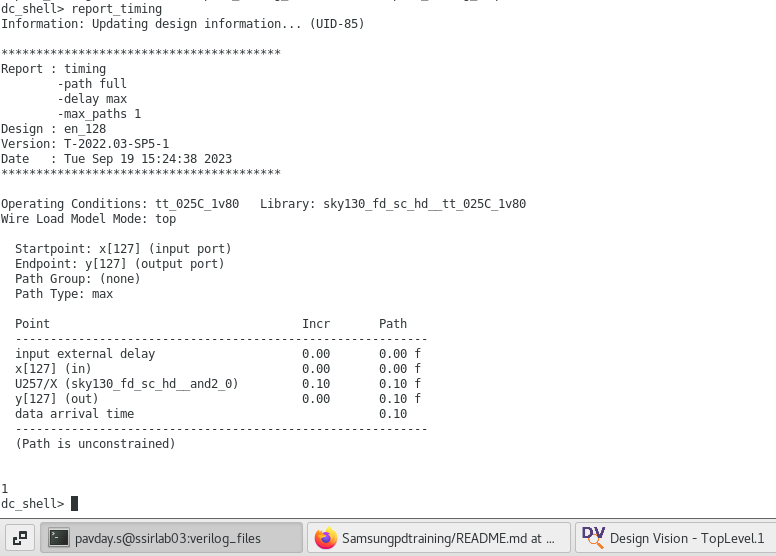 dc_shell> report_timing
Information: Updating design information... (UID-85)
****************************************
Report : timing
        -path full
        -delay max
        -max_paths 1
Design : en_128
Version: T-2022.03-SP5-1
Date   : Tue Sep 19 15:24:38 2023
****************************************
Operating Conditions: tt_025C_1v80   Library: sky130_fd_sc_hd__tt_025C_1v80
Wire Load Model Mode: top
  Startpoint: x[127] (input port)
  Endpoint: y[127] (output port)
  Path Group: (none)
  Path Type: max
  Point                                    Incr       Path
  -----------------------------------------------------------
  input external delay                     0.00       0.00 f
  x[127] (in)                              0.00       0.00 f
  U257/X (sky130_fd_sc_hd__and2_0)         0.10       0.10 f
  y[127] (out)                             0.00       0.10 f
  data arrival time                                   0.10
  -----------------------------------------------------------
  (Path is unconstrained)
1
dc_shell>
pavday.s@ssirlab03:verilog_files Samsungpdtraining/README.md at ... Design Vision - TopLevel.1